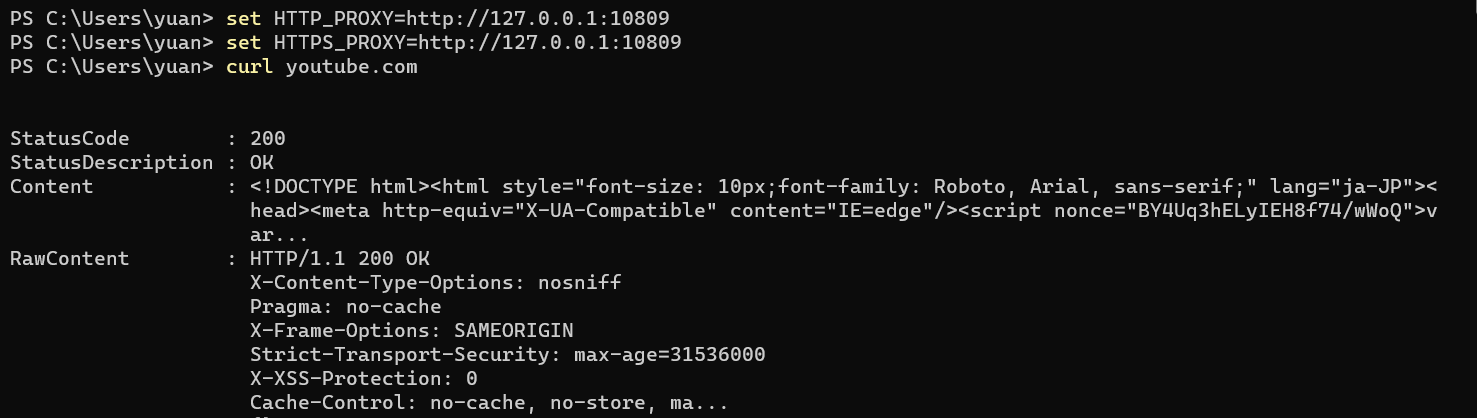 PS C:\Users\yuan> set HTTP_PROXY=http://127.0.0.1:10809
PS C:\Users\yuan> set HTTPS_PROXY=http://127.0.0.1:10809
PS C:\Users\yuan> curl youtube.com
StatusCode        : 200
StatusDescription : OK
Content           : <!DOCTYPE html><html style="font-size: 10px;font-family: Roboto, Arial, sans-serif;" lang="ja-JP"><
                    head><meta http-equiv="X-UA-Compatible" content="IE=edge"/><script nonce="BY4Uq3hELyIEH8f74/wWoQ">v
                    ar...
RawContent        : HTTP/1.1 200 OK
                    X-Content-Type-Options: nosniff
                    Pragma: no-cache
                    X-Frame-Options: SAMEORIGIN
                    Strict-Transport-Security: max-age=31536000
                    X-XSS-Protection: 0
                    Cache-Control: no-cache, no-store, ma...